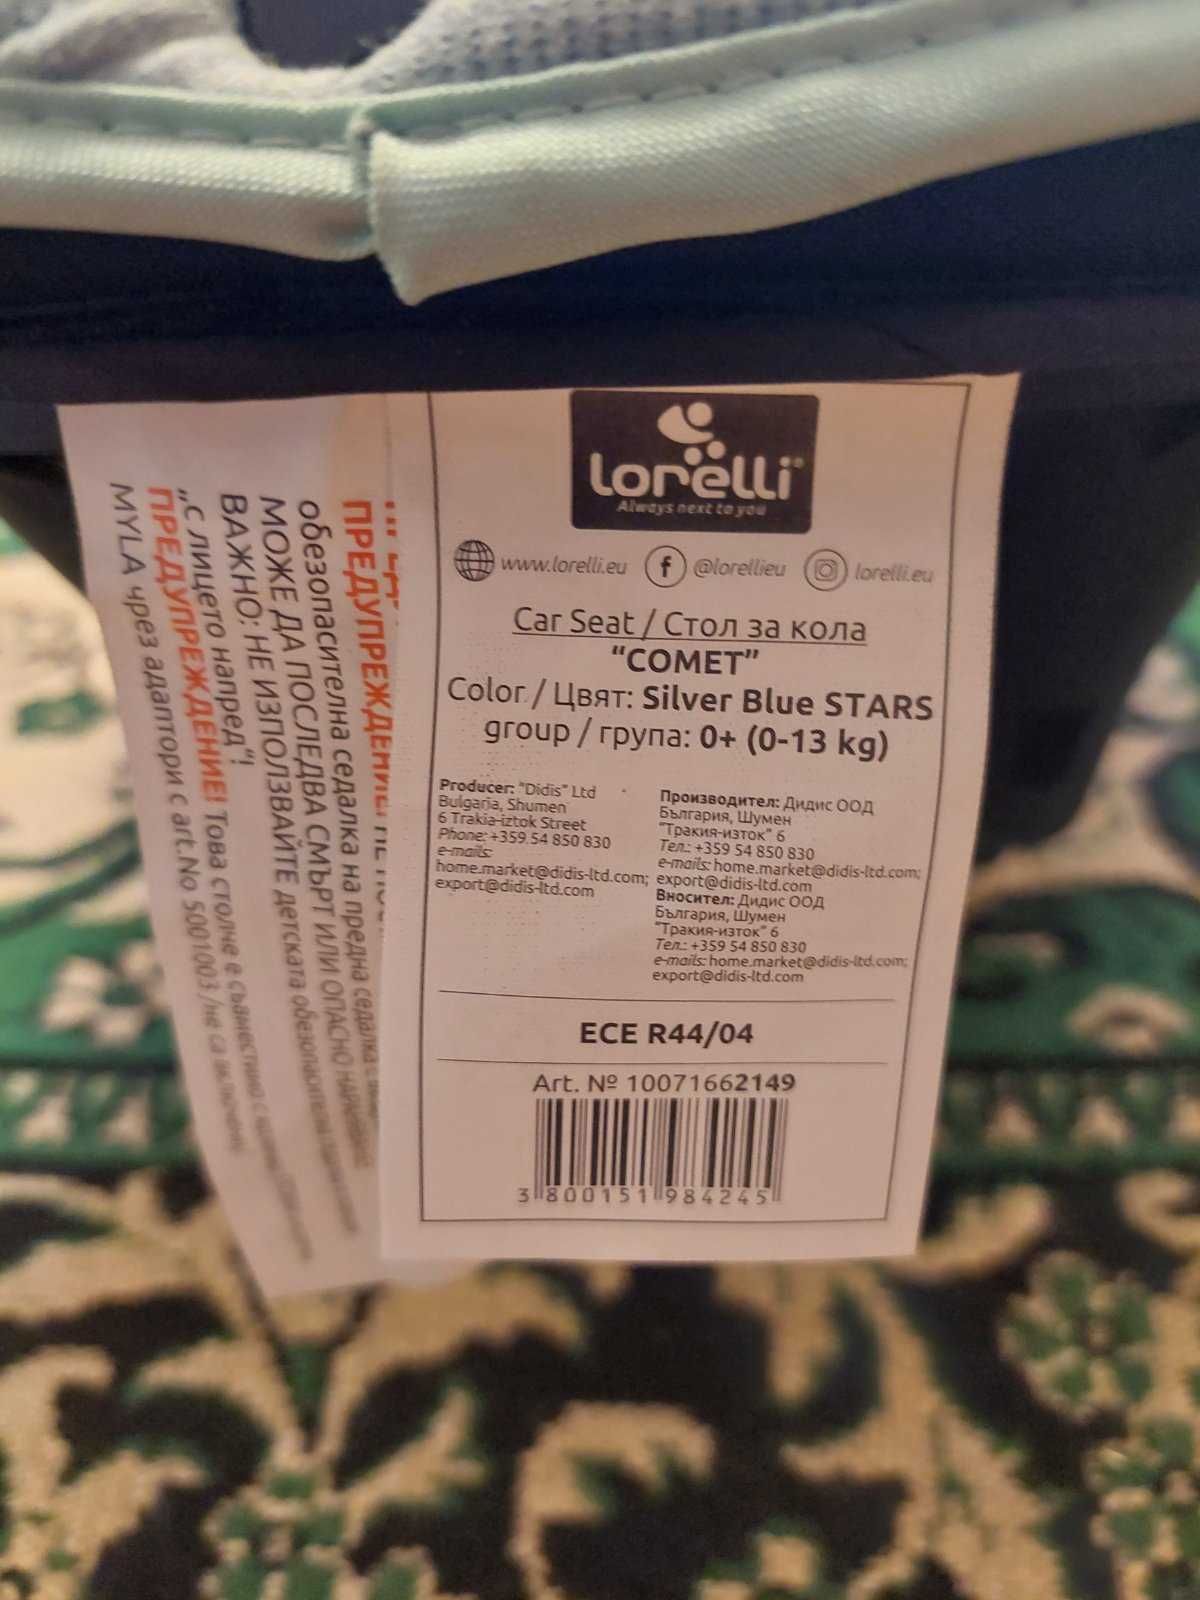 lorelli
Always next to you
www.lorelli.eu @lorellieu lorelli.eu
Car Seat / Стол за кола
“COMET”
Color / Цвят: Silver Blue STARS
group / група: 0+ (0-13 kg)
Producer: "Didis" Ltd
Bulgaria, Shumen
6 Trakia-iztok Street
Phone: +359 54 850 830
e-mails:
home.market@didis-ltd.com;
export@didis-ltd.com
Производител: Дидис ООД
България, Шумен
"Тракия-изток" 6
Тел.: +359 54 850 830
e-mails: home.market@didis-ltd.com;
export@didis-ltd.com
Вносител: Дидис ООД
България, Шумен
"Тракия-изток" 6
Тел.: +359 54 850 830
e-mails: home.market@didis-ltd.com;
export@didis-ltd.com
ECE R44/04
Art. № 10071662149
3 800151 984245
ПРЕДУПРЕЖДЕНИЕ!
обезопасителна седалка на предна седалка с
МОЖЕ ДА ПОСЛЕДВА СМЪРТ ИЛИ ОПАСНО НАРАНЯВАНЕ
ВАЖНО: НЕ ИЗПОЛЗВАЙТЕ детската обезопасителна
„с лицето напред“!
ПРЕДУПРЕЖДЕНИЕ! Това столче е съвместимо с
MYLA чрез адаптори с art.No 5001003 /не са включени/